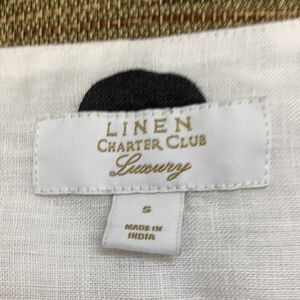 LINEN
CHARTER CLUB
Luxury
S
MADE IN
INDIA